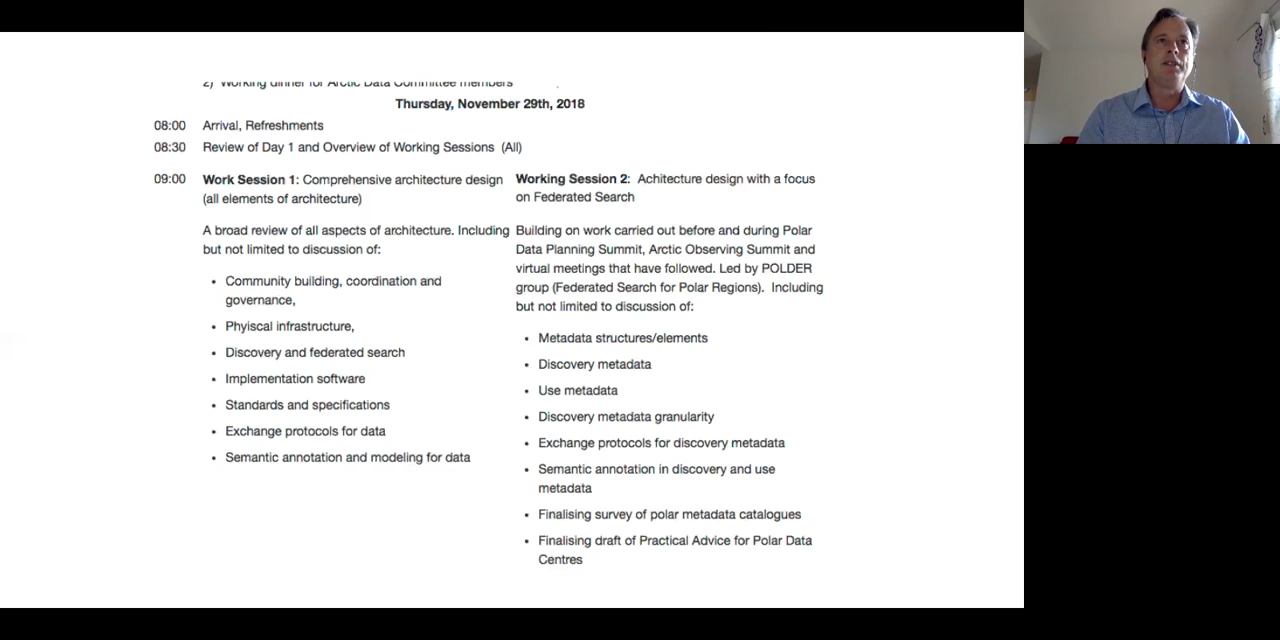 2) Working dinner for Arctic Data Committee members
Thursday, November 29th, 2018
08:00 Arrival, Refreshments
08:30 Review of Day 1 and Overview of Working Sessions (All)
09:00 Work Session 1: Comprehensive architecture design
(all elements of architecture)
A broad review of all aspects of architecture. Including
but not limited to discussion of:
• Community building, coordination and
governance,
• Phyiscal infrastructure,
• Discovery and federated search
• Implementation software
• Standards and specifications
• Exchange protocols for data
• Semantic annotation and modeling for data
Working Session 2: Achitecture design with a focus
on Federated Search
Building on work carried out before and during Polar
Data Planning Summit, Arctic Observing Summit and
virtual meetings that have followed. Led by POLDER
group (Federated Search for Polar Regions). Including
but not limited to discussion of:
• Metadata structures/elements
• Discovery metadata
• Use metadata
• Discovery metadata granularity
• Exchange protocols for discovery metadata
• Semantic annotation in discovery and use
metadata
• Finalising survey of polar metadata catalogues
• Finalising draft of Practical Advice for Polar Data
Centres